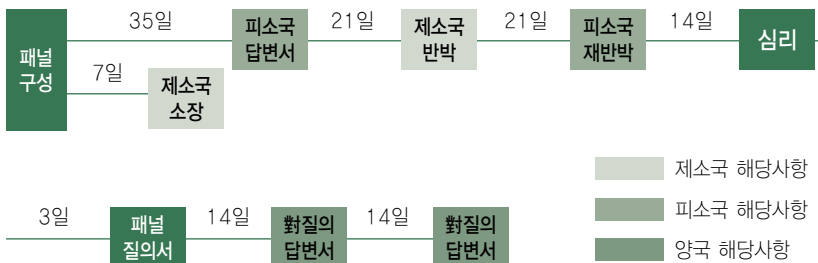 35일
피소국
답변서
21일
제소국
반박
21일
피소국
재반박
14일
심리
패널
구성
7일
제소국
소장
제소국 해당사항
피소국 해당사항
양국 해당사항
3일
패널
질의서
14일
對질의
답변서
14일
對질의
답변서